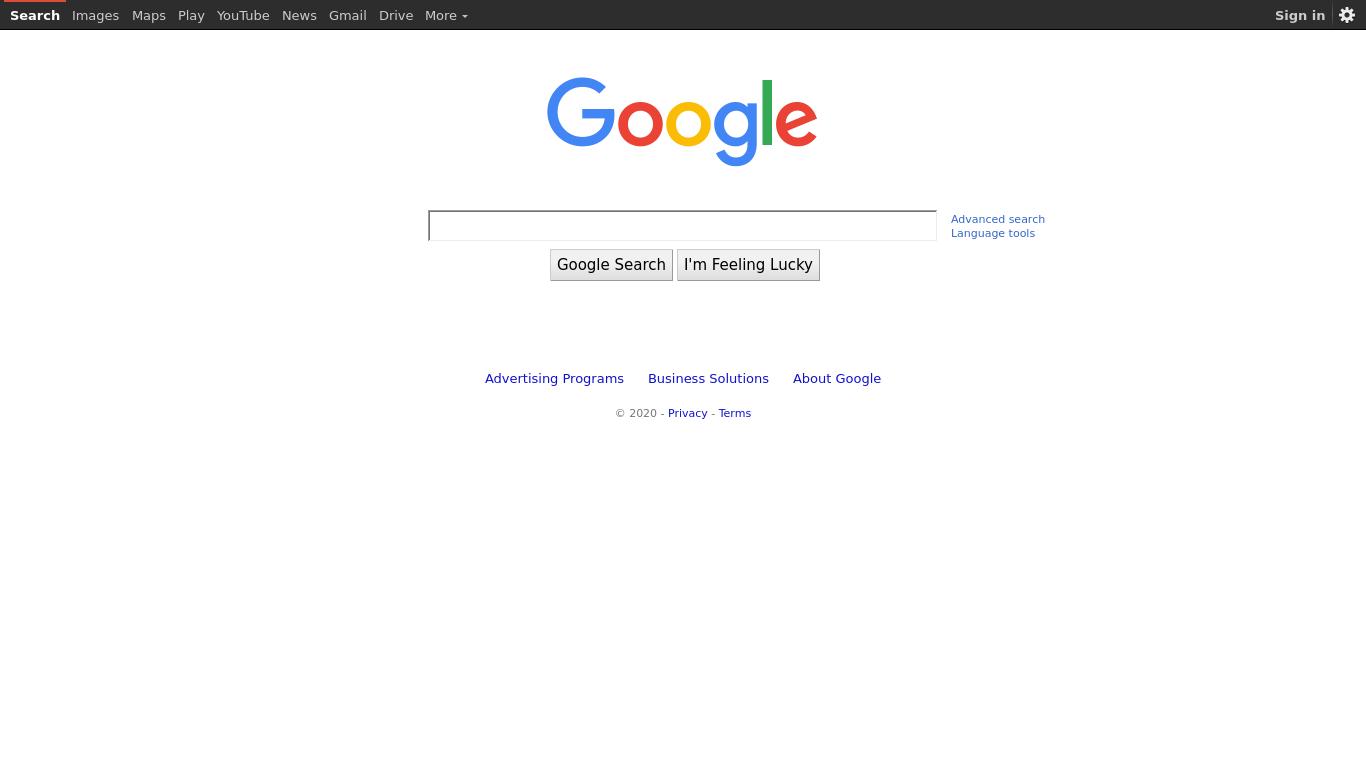 Search Images Maps Play YouTube News Gmail Drive More Sign in
Google
Advanced search
Language tools
Google Search I'm Feeling Lucky
Advertising Programs Business Solutions About Google
© 2020 - Privacy - Terms